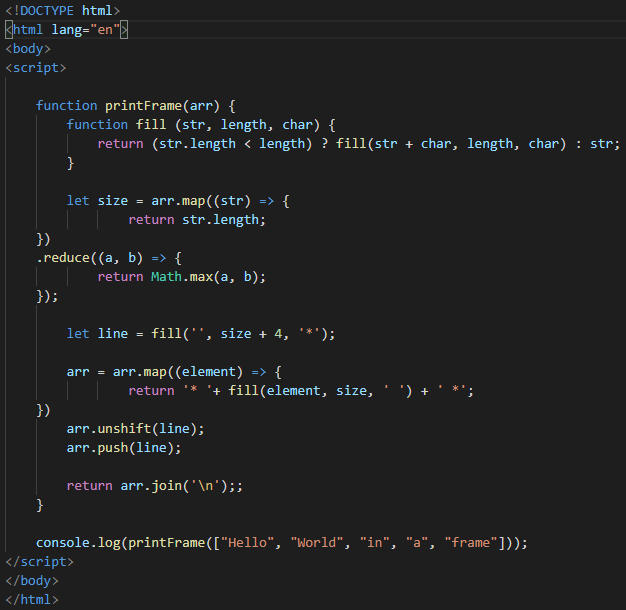 <!DOCTYPE html>
<html lang="en">
<body>
<script>
function printFrame(arr) {
function fill (str, length, char) {
return (str.length < length) ? fill(str + char, length, char) : str;
}
let size = arr.map((str) => {
return str.length;
})
.reduce((a, b) => {
return Math.max(a, b);
});
let line = fill('', size + 4, '*');
arr = arr.map((element) => {
return '* '+ fill(element, size, ' ') + ' *';
})
arr.unshift(line);
arr.push(line);
return arr.join('\n');;
}
console.log(printFrame(["Hello", "World", "in", "a", "frame"]));
</script>
</body>
</html>